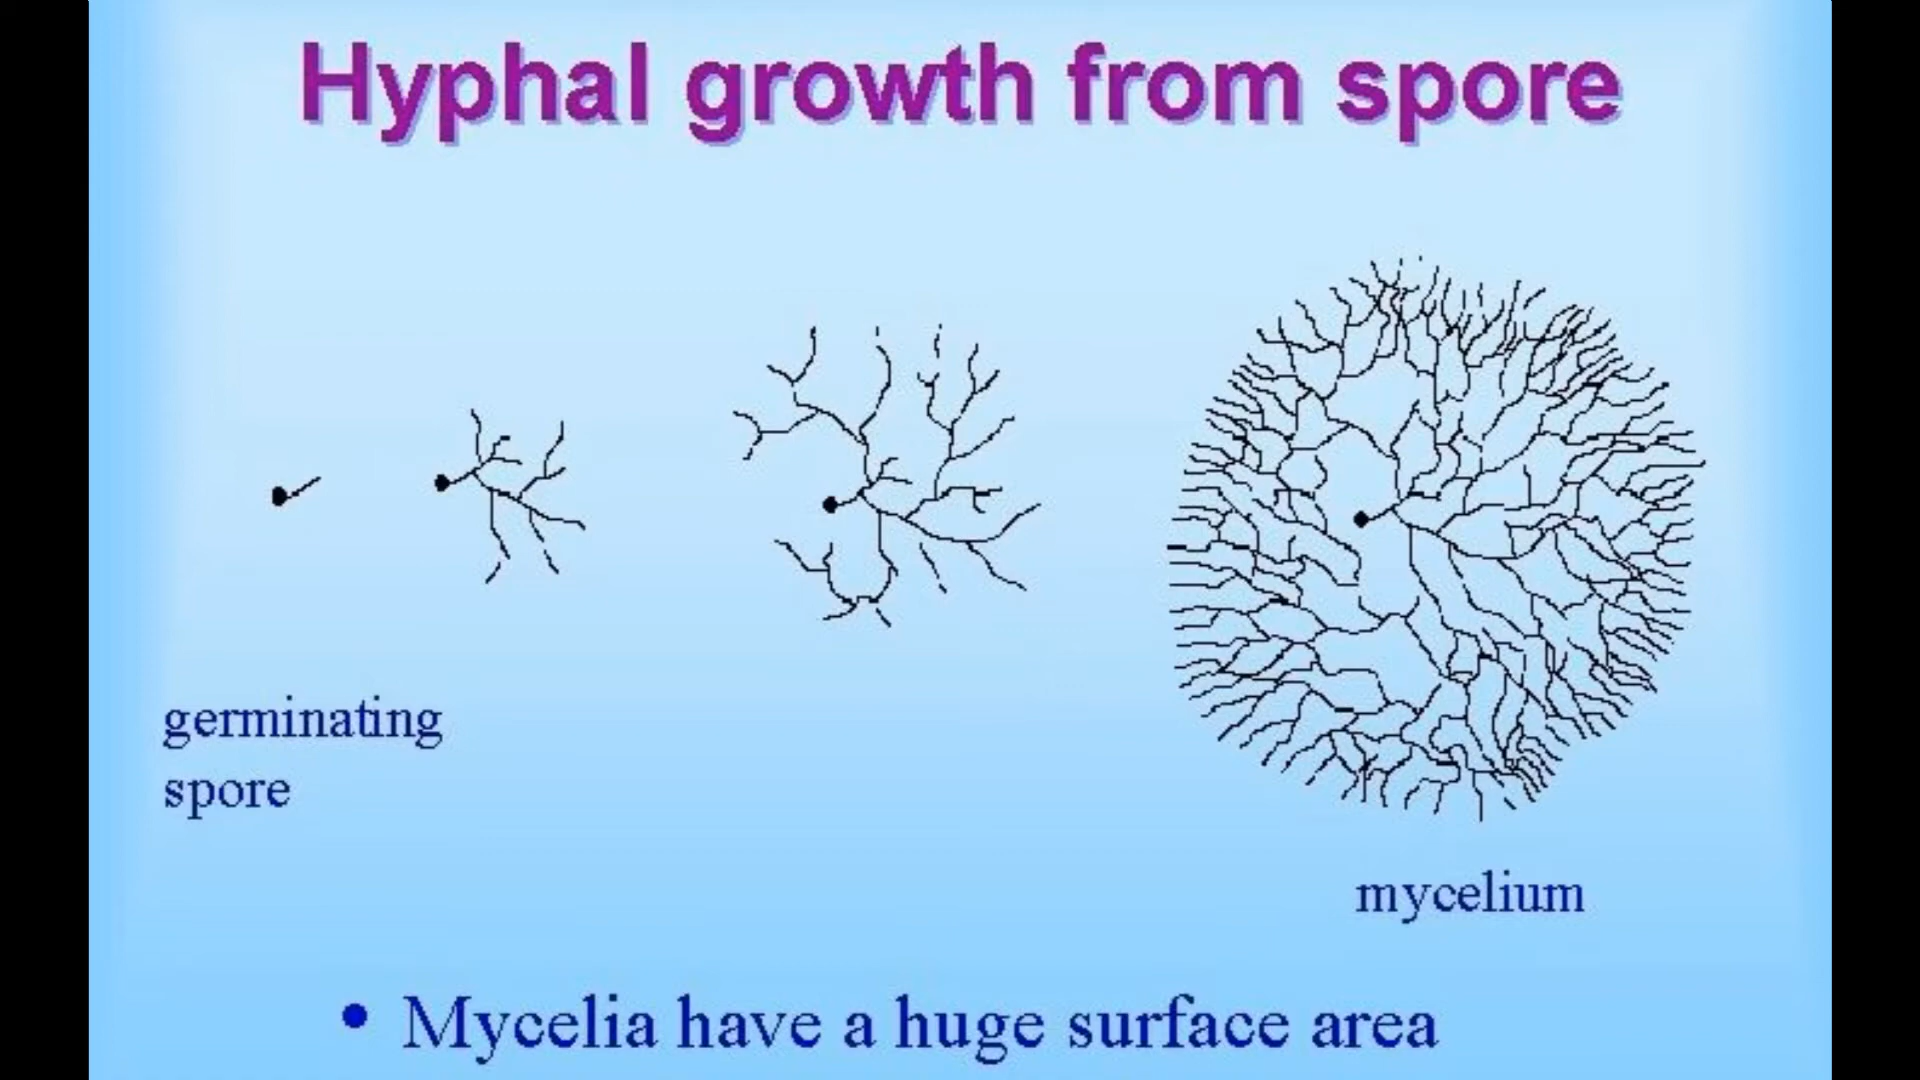 Hyphal growth from spore
germinating
spore
mycelium
• Mycelia have a huge surface area